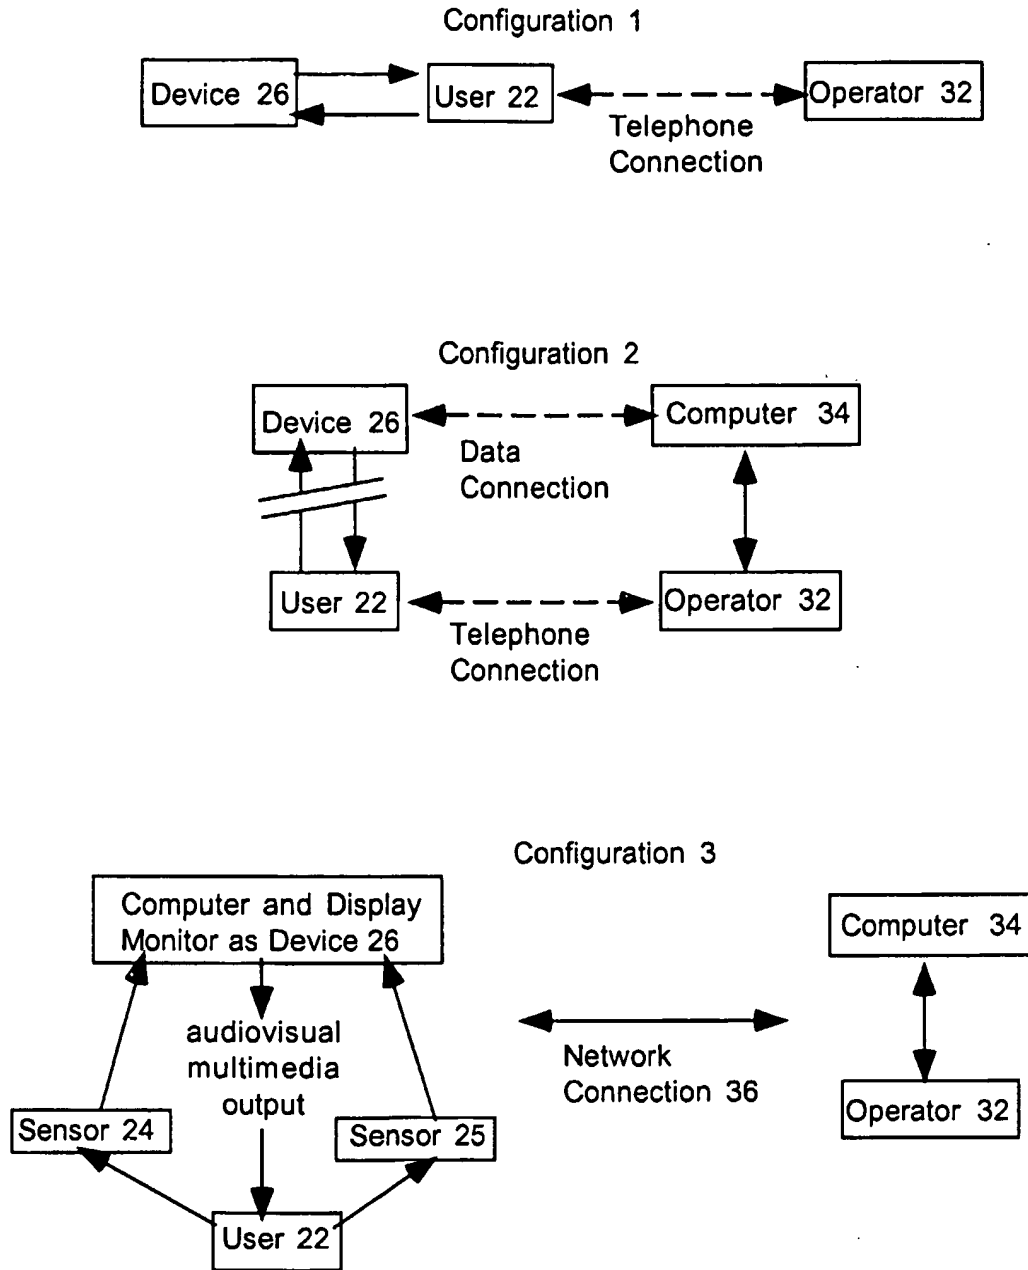 Configuration 1
Device 26
User 22
Operator 32
Telephone
Connection
Configuration 2
Device 26
Computer 34
Data
Connection
User 22
Operator 32
Telephone
Connection
Configuration 3
Computer and Display
Monitor as Device 26
Computer 34
audiovisual
multimedia
output
Network
Connection 36
Sensor 24
Sensor 25
Operator 32
User 22